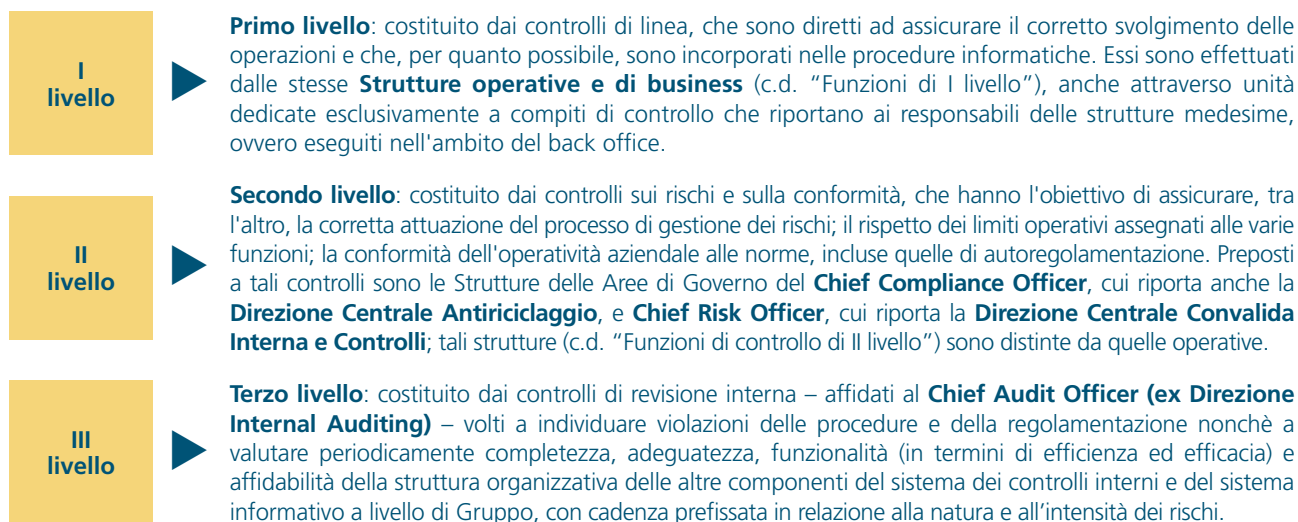 I
livello
Primo livello: costituito dai controlli di linea, che sono diretti ad assicurare il corretto svolgimento delle
operazioni e che, per quanto possibile, sono incorporati nelle procedure informatiche. Essi sono effettuati
dalle stesse Strutture operative e di business (c.d. “Funzioni di I livello”), anche attraverso unità
dedicate esclusivamente a compiti di controllo che riportano ai responsabili delle strutture medesime,
ovvero eseguiti nell'ambito del back office.
II
livello
Secondo livello: costituito dai controlli sui rischi e sulla conformità, che hanno l'obiettivo di assicurare, tra
l'altro, la corretta attuazione del processo di gestione dei rischi; il rispetto dei limiti operativi assegnati alle varie
funzioni; la conformità dell'operatività aziendale alle norme, incluse quelle di autoregolamentazione. Preposti
a tali controlli sono le Strutture delle Aree di Governo del Chief Compliance Officer, cui riporta anche la
Direzione Centrale Antiriciclaggio, e Chief Risk Officer, cui riporta la Direzione Centrale Convalida
Interna e Controlli; tali strutture (c.d. “Funzioni di controllo di II livello”) sono distinte da quelle operative.
III
livello
Terzo livello: costituito dai controlli di revisione interna – affidati al Chief Audit Officer (ex Direzione
Internal Auditing) – volti a individuare violazioni delle procedure e della regolamentazione nonchè a
valutare periodicamente completezza, adeguatezza, funzionalità (in termini di efficienza ed efficacia) e
affidabilità della struttura organizzativa delle altre componenti del sistema dei controlli interni e del sistema
informativo a livello di Gruppo, con cadenza prefissata in relazione alla natura e all’intensità dei rischi.